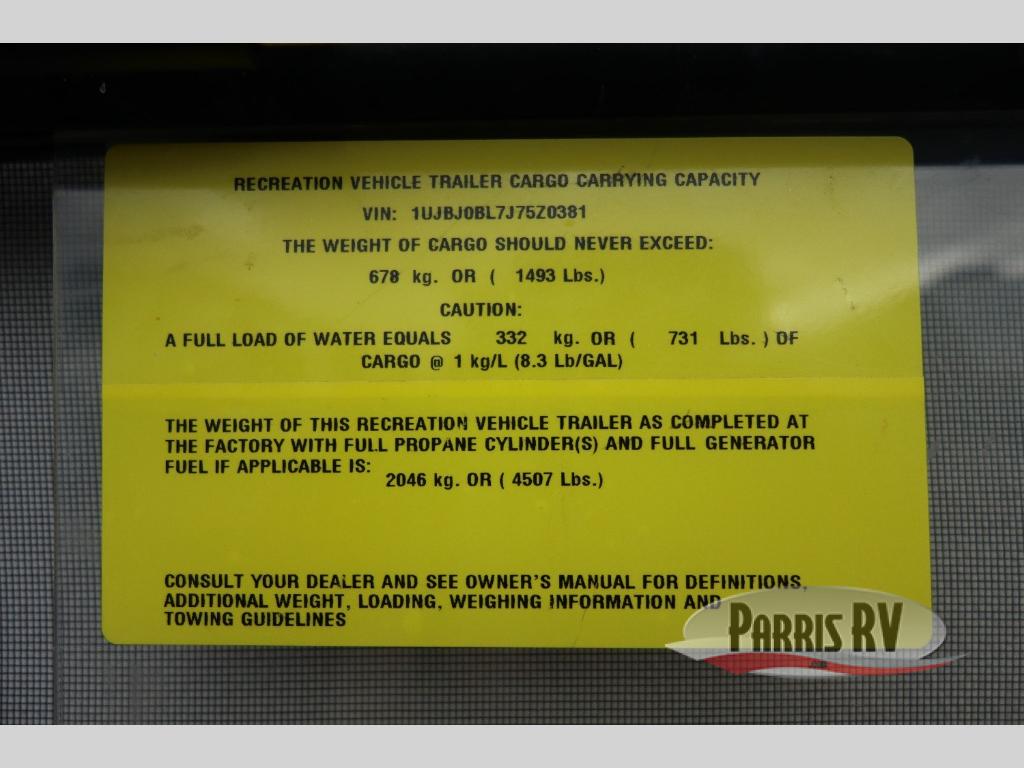 RECREATION VEHICLE TRAILER CARGO CARRYING CAPACITY
VIN: 1UJBJ0BL7J75Z0381
THE WEIGHT OF CARGO SHOULD NEVER EXCEED:
678 kg. OR ( 1493 Lbs.)
CAUTION:
A FULL LOAD OF WATER EQUALS 332 kg. OR ( 731 Lbs. ) OF
CARGO @ 1 kg/L (8.3 Lb/GAL)
THE WEIGHT OF THIS RECREATION VEHICLE TRAILER AS COMPLETED AT
THE FACTORY WITH FULL PROPANE CYLINDER(S) AND FULL GENERATOR
FUEL IF APPLICABLE IS:
2046 kg. OR ( 4507 Lbs.)
CONSULT YOUR DEALER AND SEE OWNER'S MANUAL FOR DEFINITIONS,
ADDITIONAL WEIGHT, LOADING, WEIGHING INFORMATION AND
TOWING GUIDELINES
PARRIS RV
.com